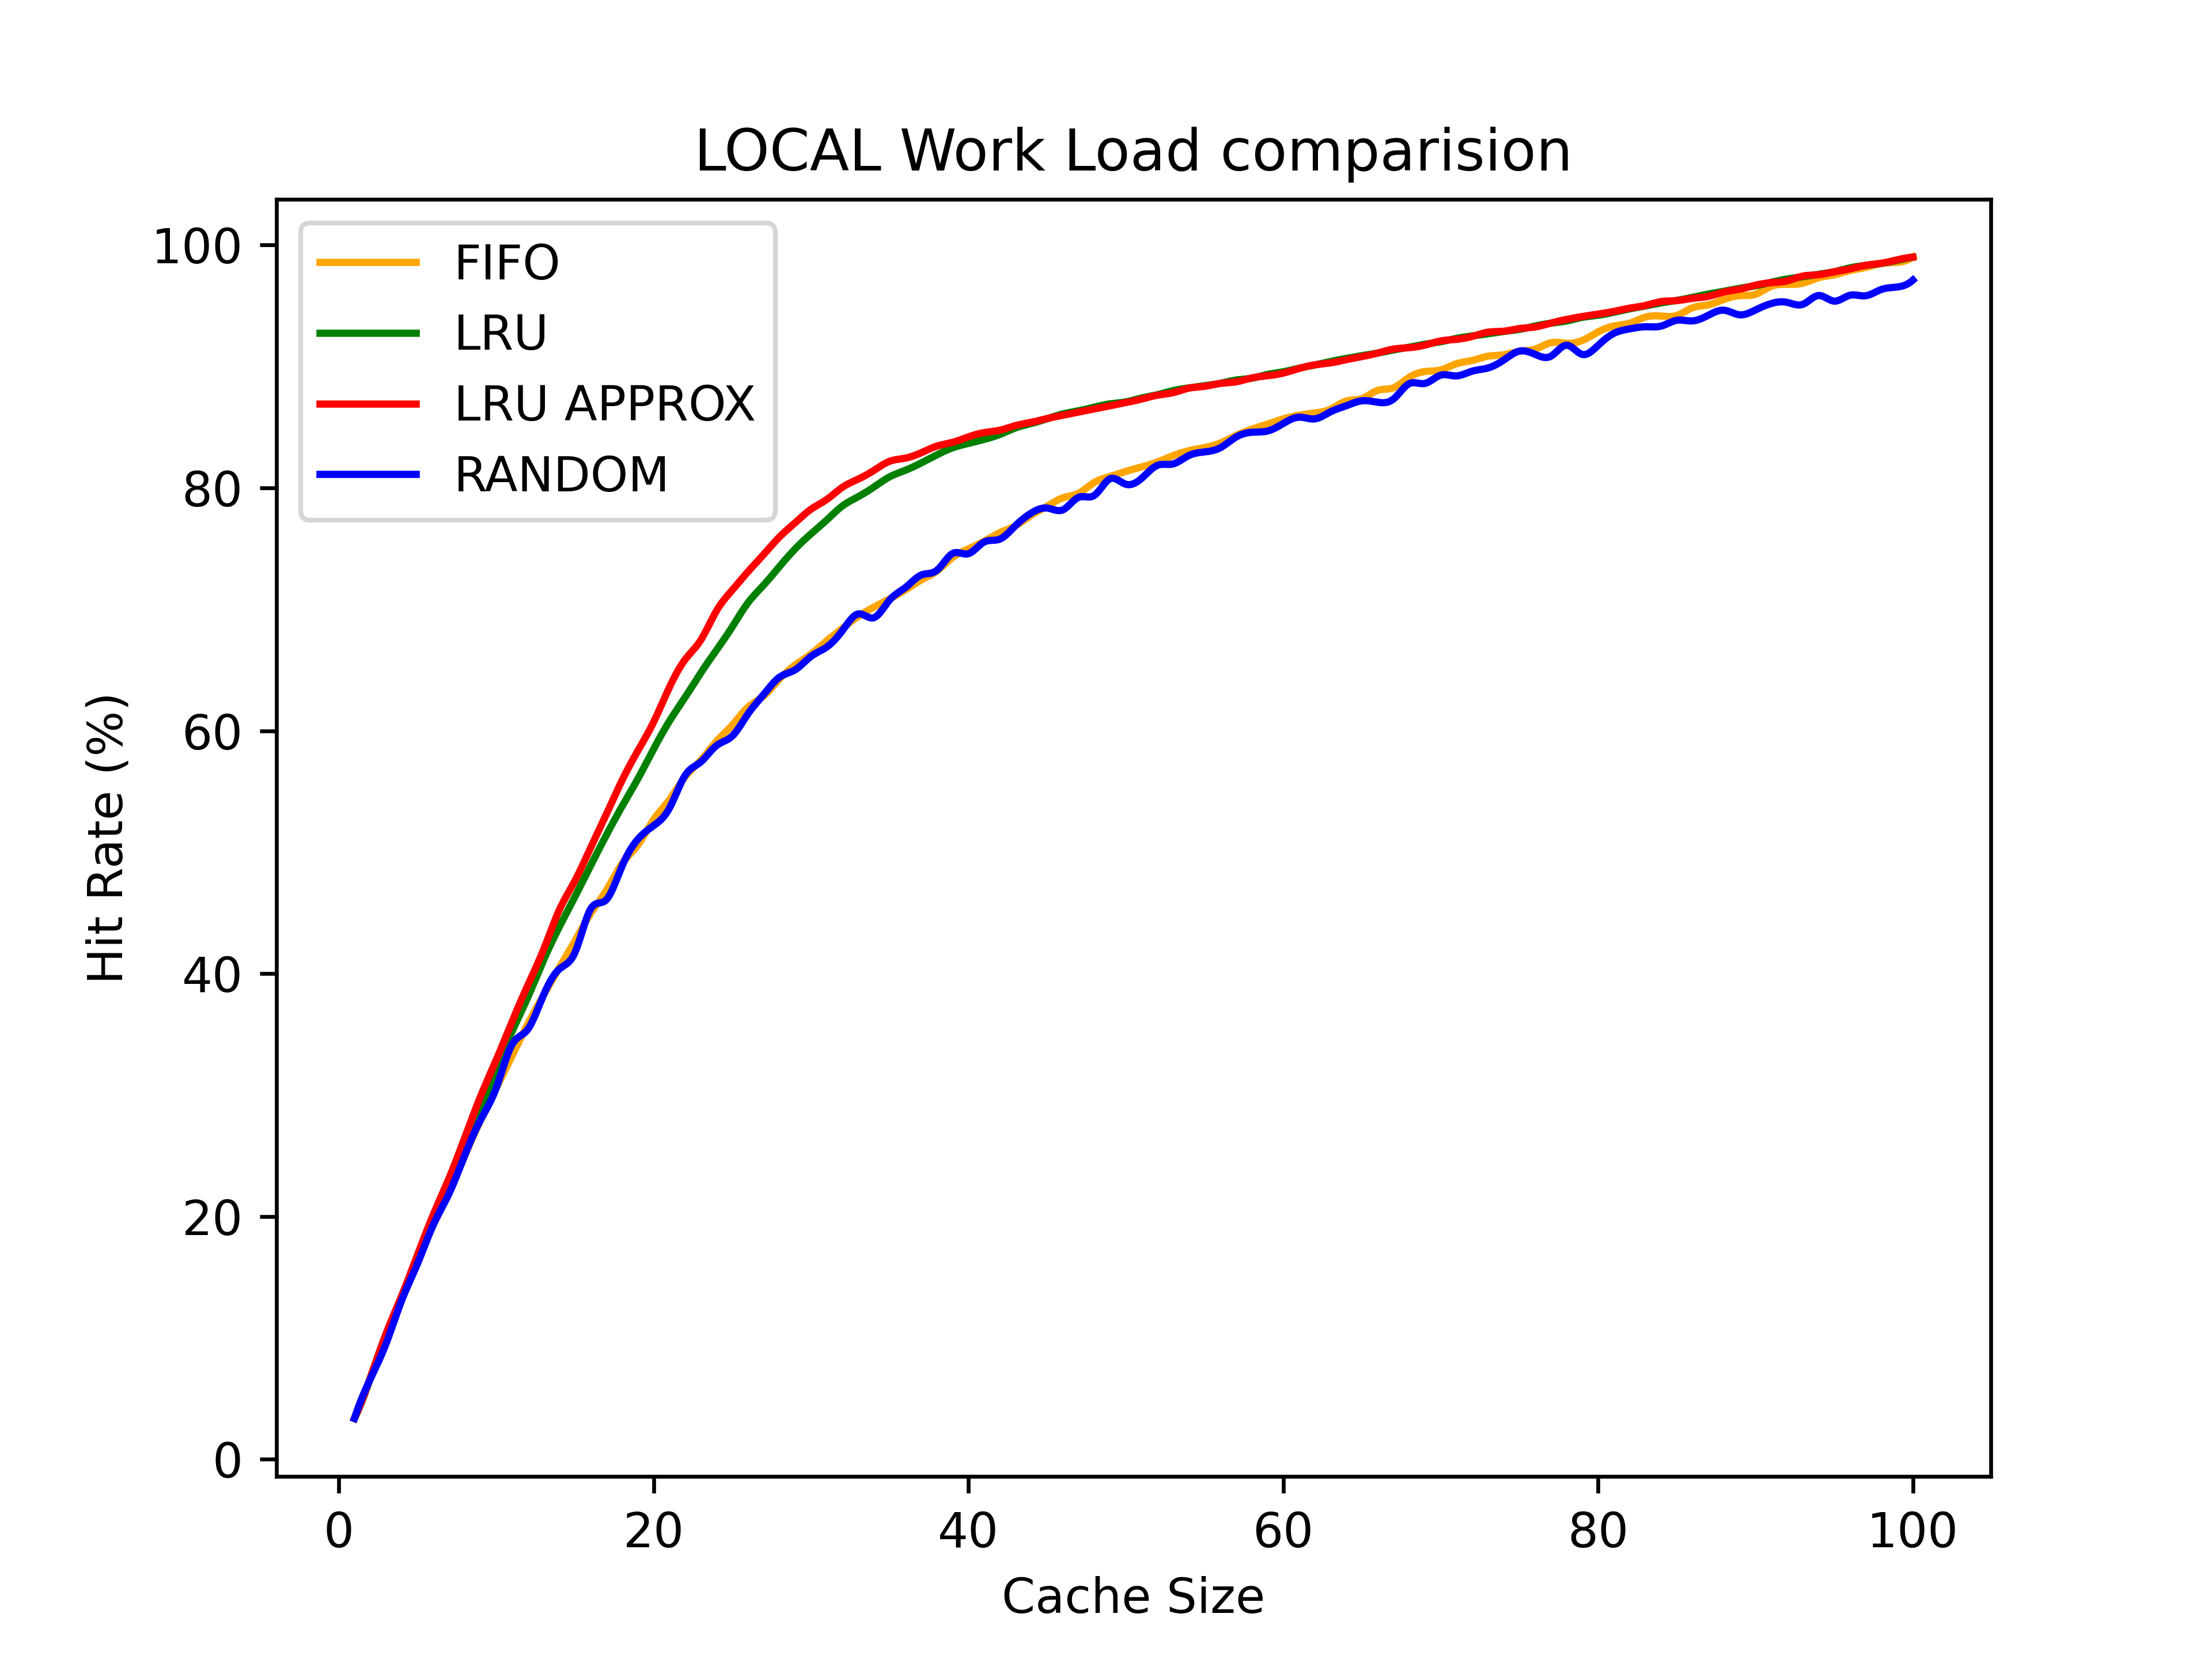 LOCAL Work Load comparision
FIFO
LRU
LRU APPROX
RANDOM
Hit Rate (%)
100
80
60
40
20
0
0 20 40 60 80 100
Cache Size